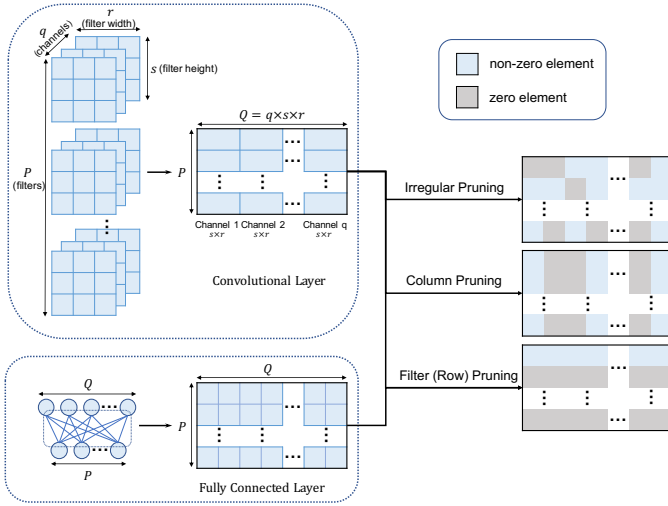 r
(filter width)
q
(channels)
s (filter height)
P
(filters)
Q = q×s×r
P
Channel 1 Channel 2 Channel q
s×r s×r s×r
Convolutional Layer
non-zero element
zero element
Irregular Pruning
Column Pruning
Filter (Row) Pruning
Q
P
Q
P
Fully Connected Layer